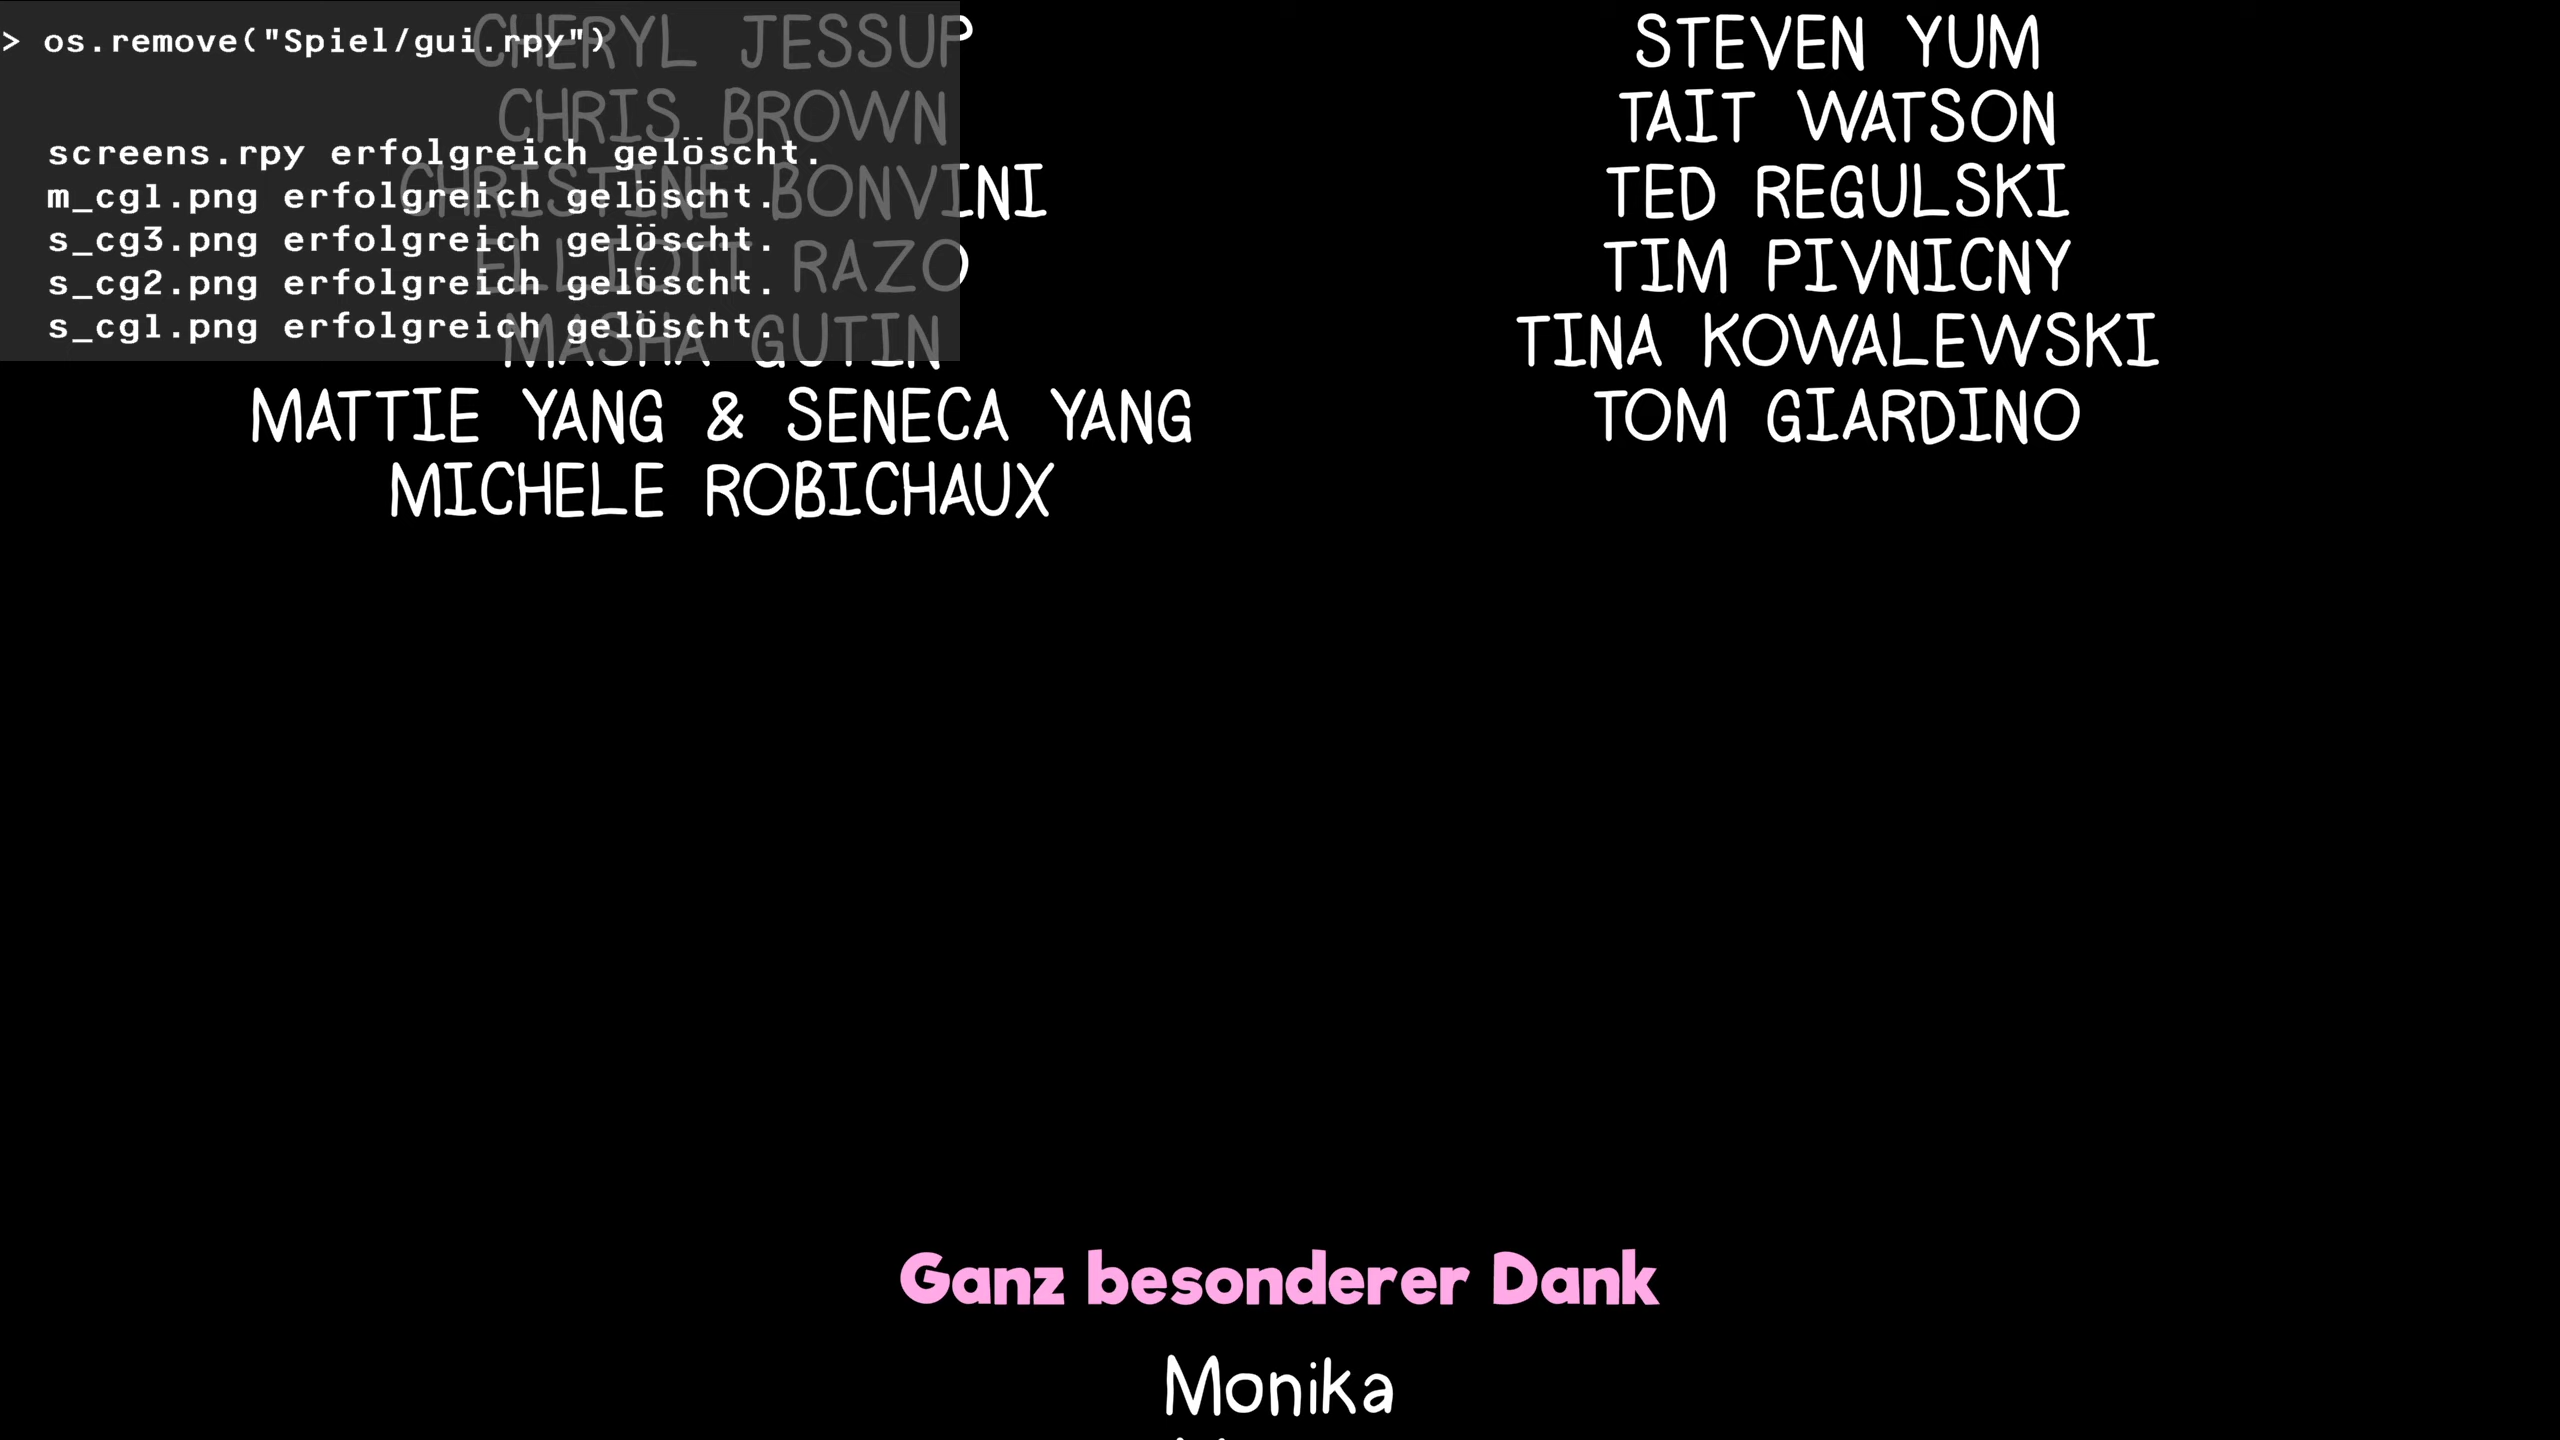 > os.remove("Spiel/gui.rpy")
screens.rpy erfolgreich gelöscht.
m_cg1.png erfolgreich gelöscht.
s_cg3.png erfolgreich gelöscht.
s_cg2.png erfolgreich gelöscht.
s_cg1.png erfolgreich gelöscht.
CHERYL JESSUP
CHRIS BROWN
CHRISTINE BONVINI
ELLIOTT RAZO
MASHA GUTIN
MATTIE YANG & SENECA YANG
MICHELE ROBICHAUX
STEVEN YUM
TAIT WATSON
TED REGULSKI
TIM PIVNICNY
TINA KOWALEWSKI
TOM GIARDINO
Ganz besonderer Dank
Monika